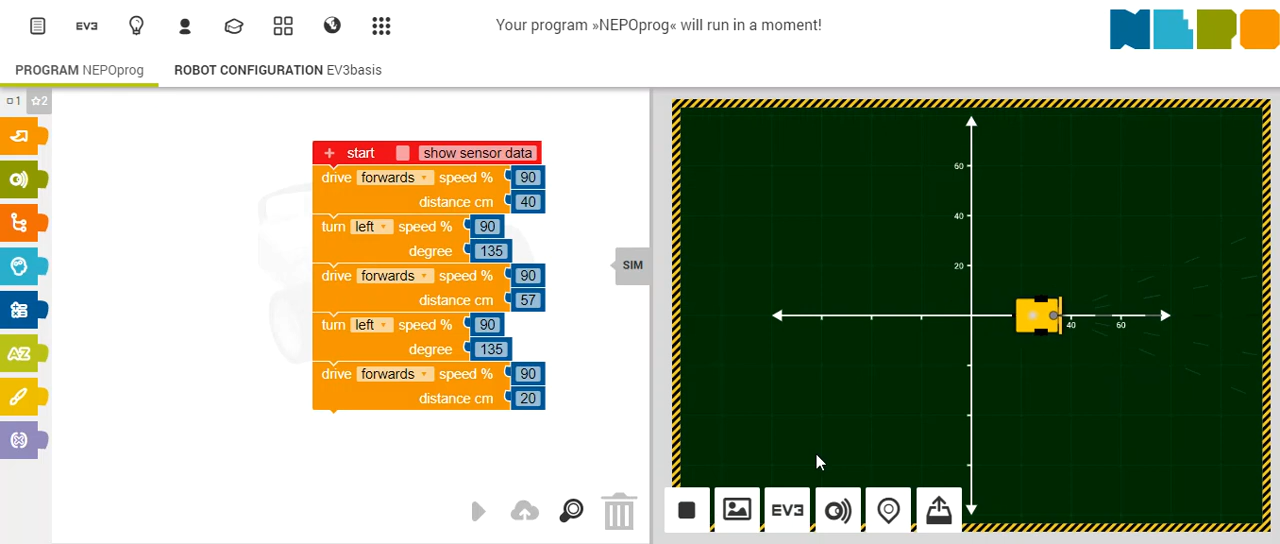 EV3
Your program »NEPOprog« will run in a moment!
PROGRAM NEPOprog
ROBOT CONFIGURATION EV3basis
1
2
+ start show sensor data
drive forwards speed % 90
distance cm 40
turn left speed % 90
degree 135
drive forwards speed % 90
distance cm 57
turn left speed % 90
degree 135
drive forwards speed % 90
distance cm 20
SIM
60
40
20
40
60
AZ
EV3